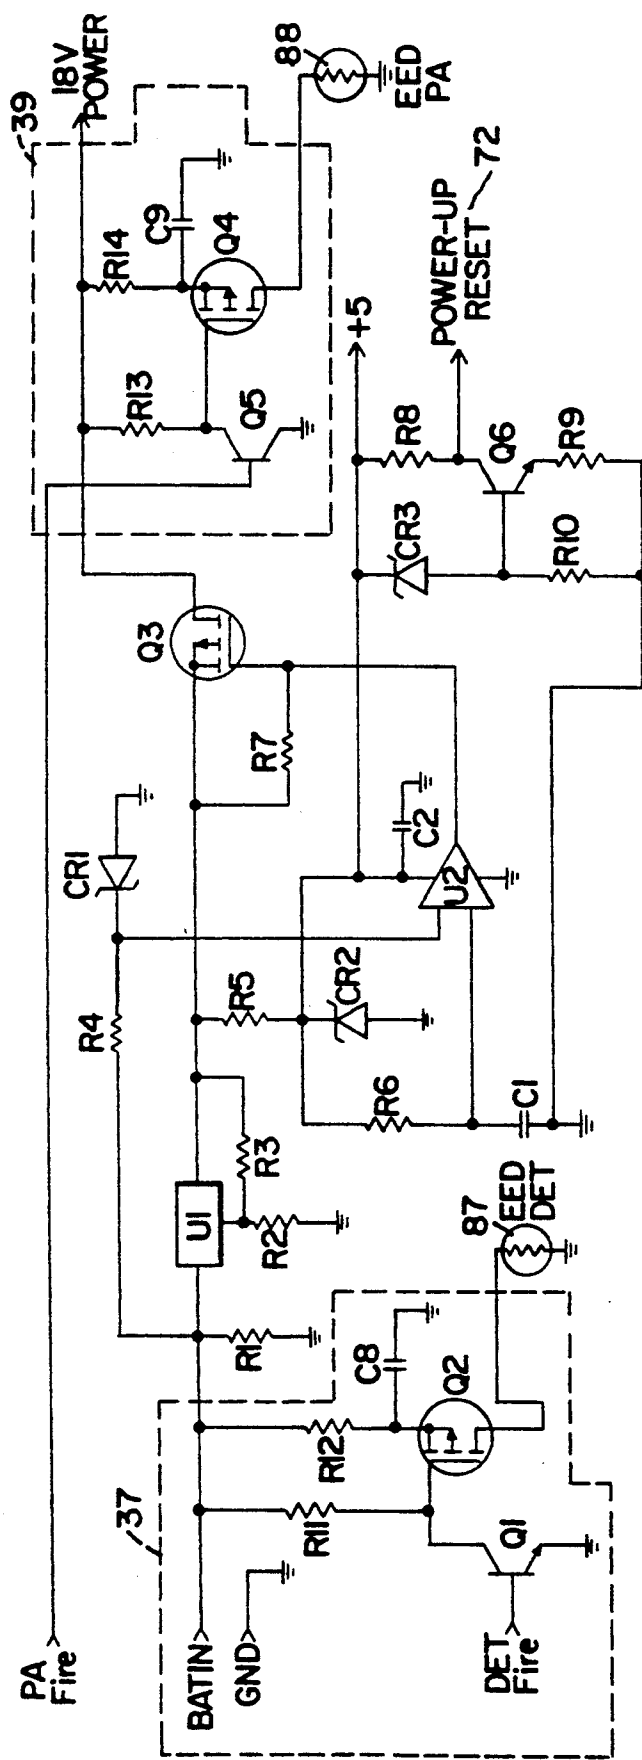 PA
Fire
37
BATIN
GND
DET
Fire
R11
Q1
R12
C8
Q2
R1
87
EED
DET
U1
R2
R3
R4
R5
CR1
CR2
R6
C1
U2
C2
R7
Q3
39
18V
POWER
R13
Q5
R14
C9
Q4
88
EED
PA
+5
R8
POWER-UP
RESET
72
CR3
Q6
R10
R9